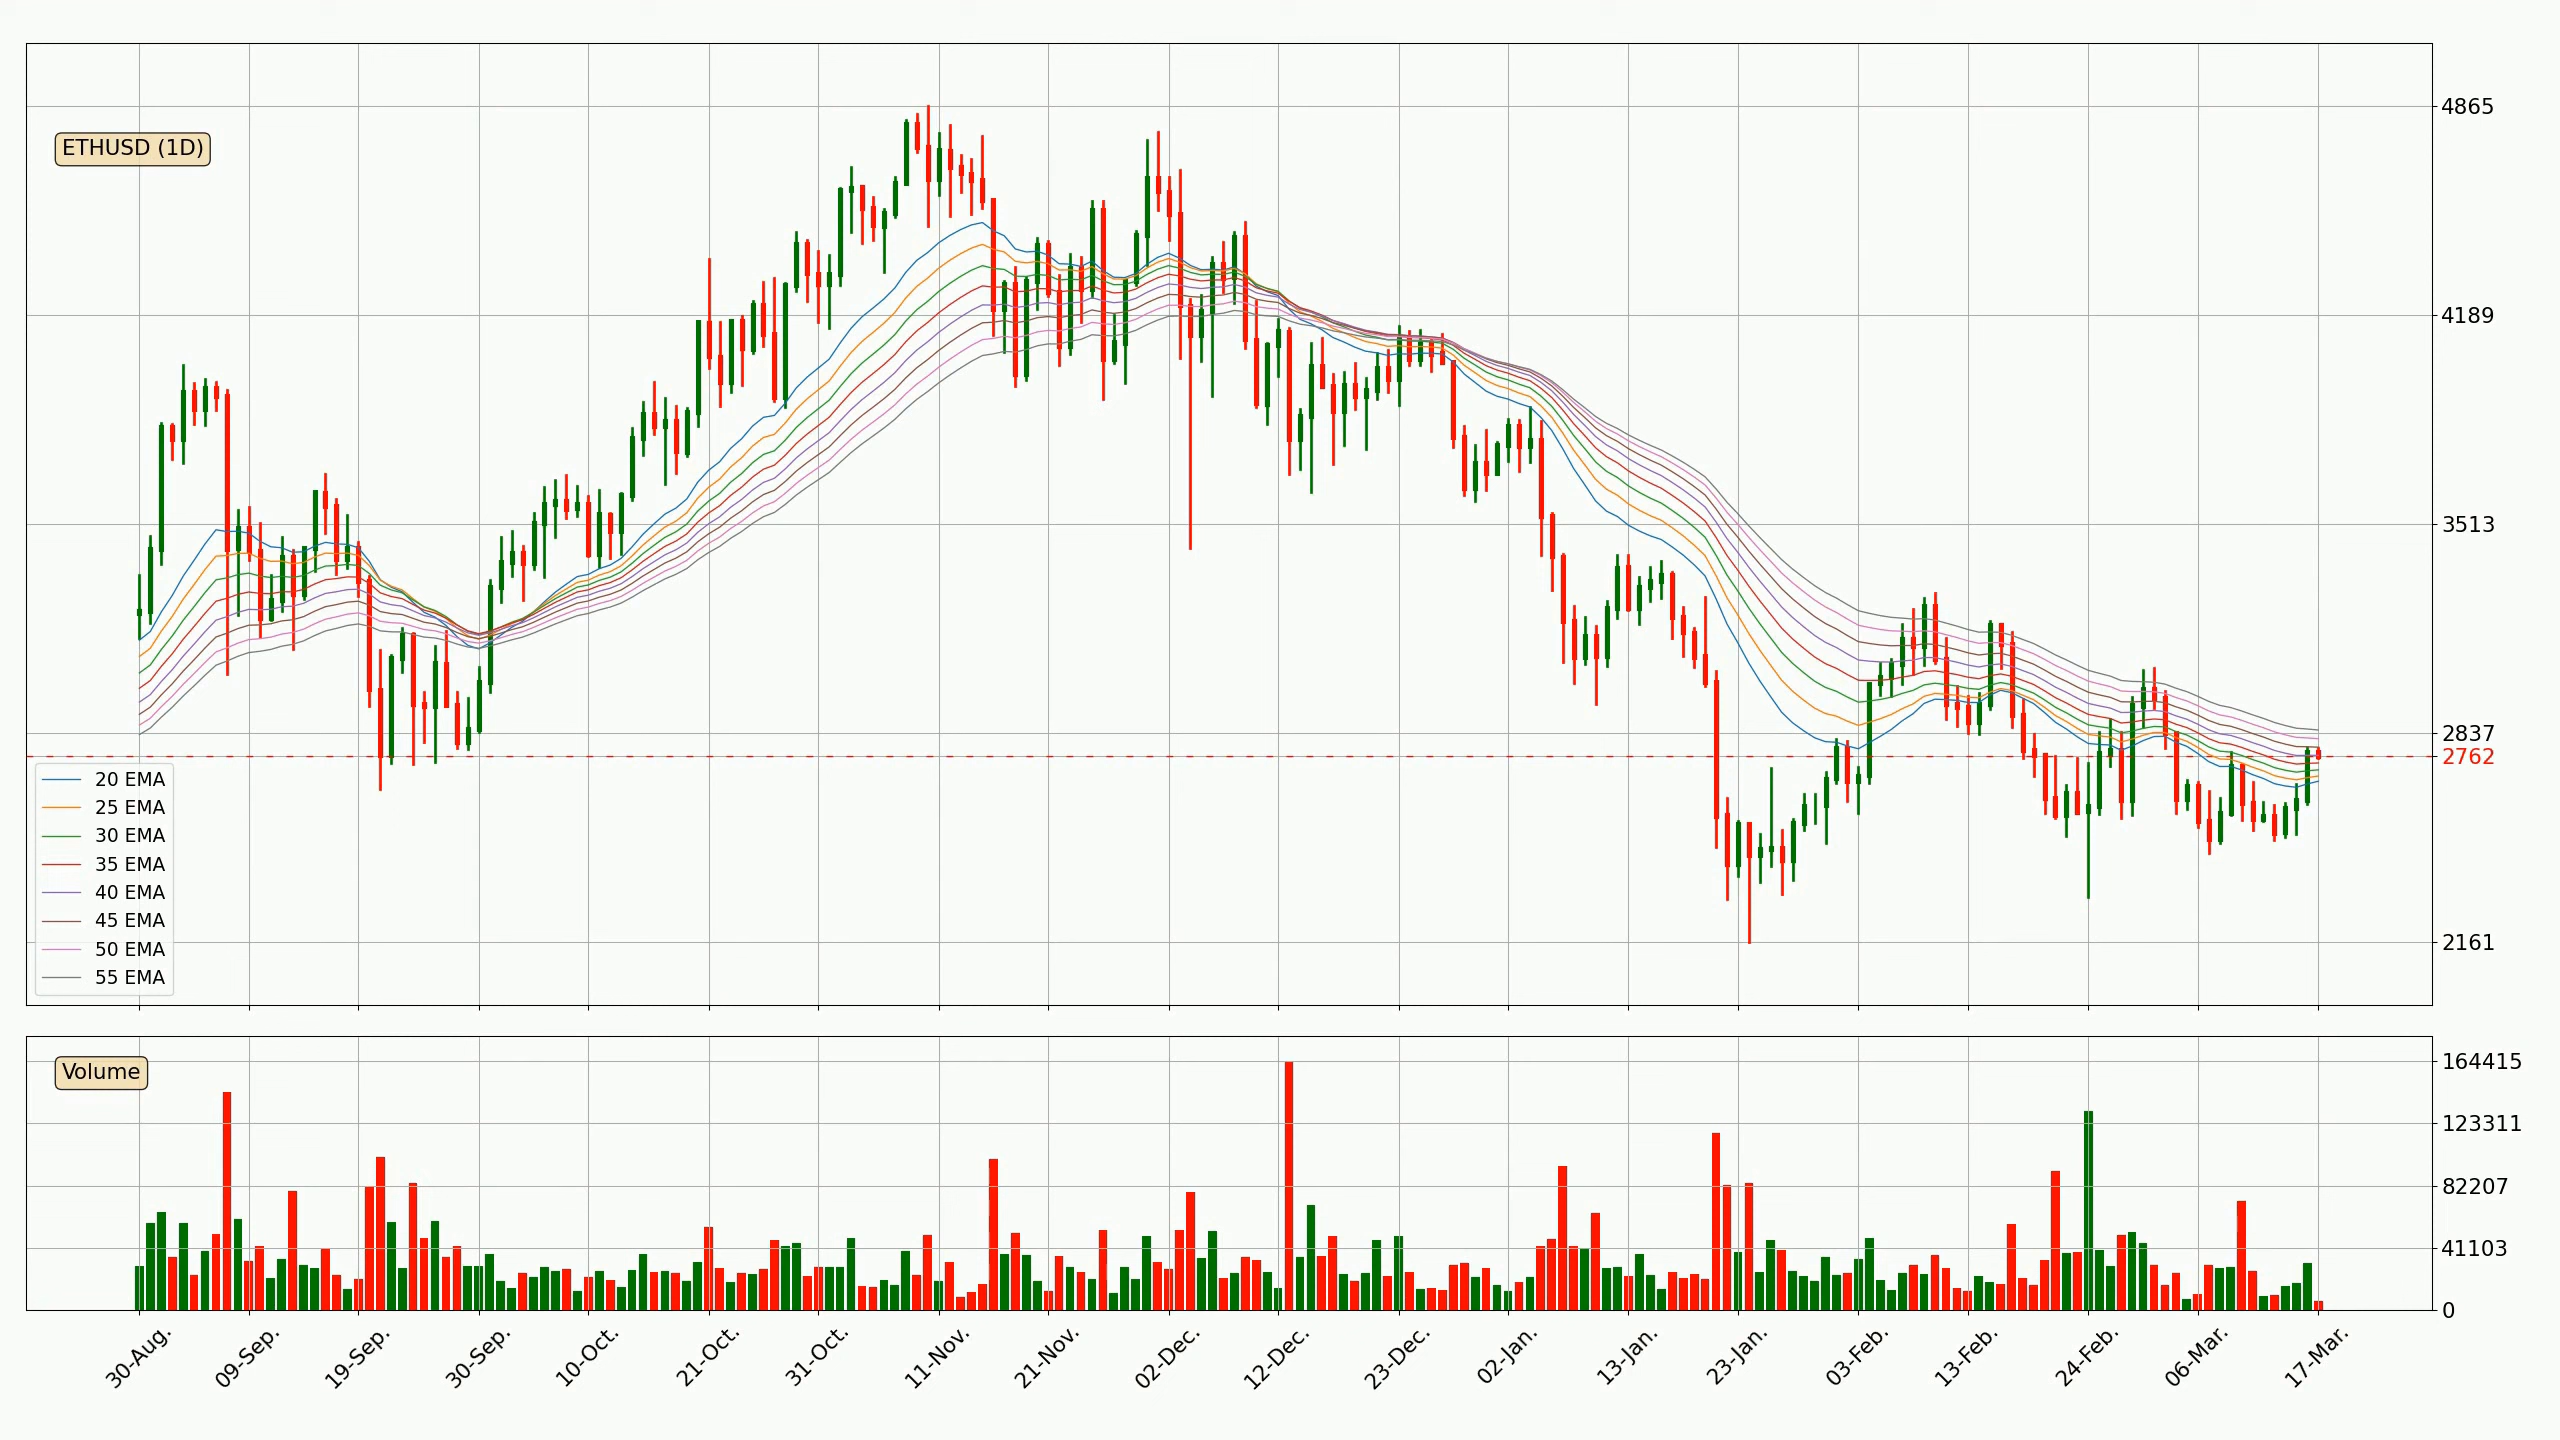 ETHUSD (1D)
4865
4189
3513
2837
2762
2161
20 EMA
25 EMA
30 EMA
35 EMA
40 EMA
45 EMA
50 EMA
55 EMA
Volume
164415
123311
82207
41103
0
30-Aug.
09-Sep.
19-Sep.
30-Sep.
10-Oct.
21-Oct.
31-Oct.
11-Nov.
21-Nov.
02-Dec.
12-Dec.
23-Dec.
02-Jan.
13-Jan.
23-Jan.
03-Feb.
13-Feb.
24-Feb.
06-Mar.
17-Mar.